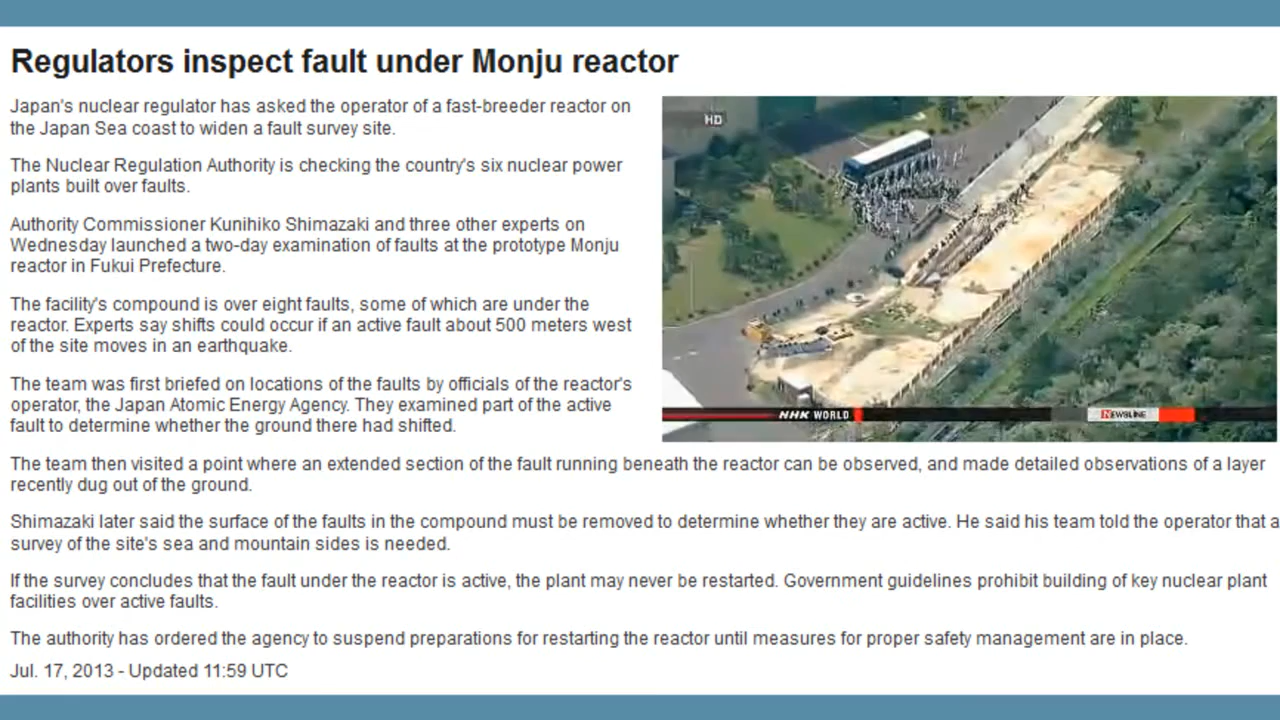 Regulators inspect fault under Monju reactor
Japan's nuclear regulator has asked the operator of a fast-breeder reactor on
the Japan Sea coast to widen a fault survey site.
The Nuclear Regulation Authority is checking the country's six nuclear power
plants built over faults.
Authority Commissioner Kunihiko Shimazaki and three other experts on
Wednesday launched a two-day examination of faults at the prototype Monju
reactor in Fukui Prefecture.
The facility's compound is over eight faults, some of which are under the
reactor. Experts say shifts could occur if an active fault about 500 meters west
of the site moves in an earthquake.
The team was first briefed on locations of the faults by officials of the reactor's
operator, the Japan Atomic Energy Agency. They examined part of the active
fault to determine whether the ground there had shifted.
HD
NHK WORLD
NEWSLINE
The team then visited a point where an extended section of the fault running beneath the reactor can be observed, and made detailed observations of a layer
recently dug out of the ground.
Shimazaki later said the surface of the faults in the compound must be removed to determine whether they are active. He said his team told the operator that a
survey of the site's sea and mountain sides is needed.
If the survey concludes that the fault under the reactor is active, the plant may never be restarted. Government guidelines prohibit building of key nuclear plant
facilities over active faults.
The authority has ordered the agency to suspend preparations for restarting the reactor until measures for proper safety management are in place.
Jul. 17, 2013 - Updated 11:59 UTC